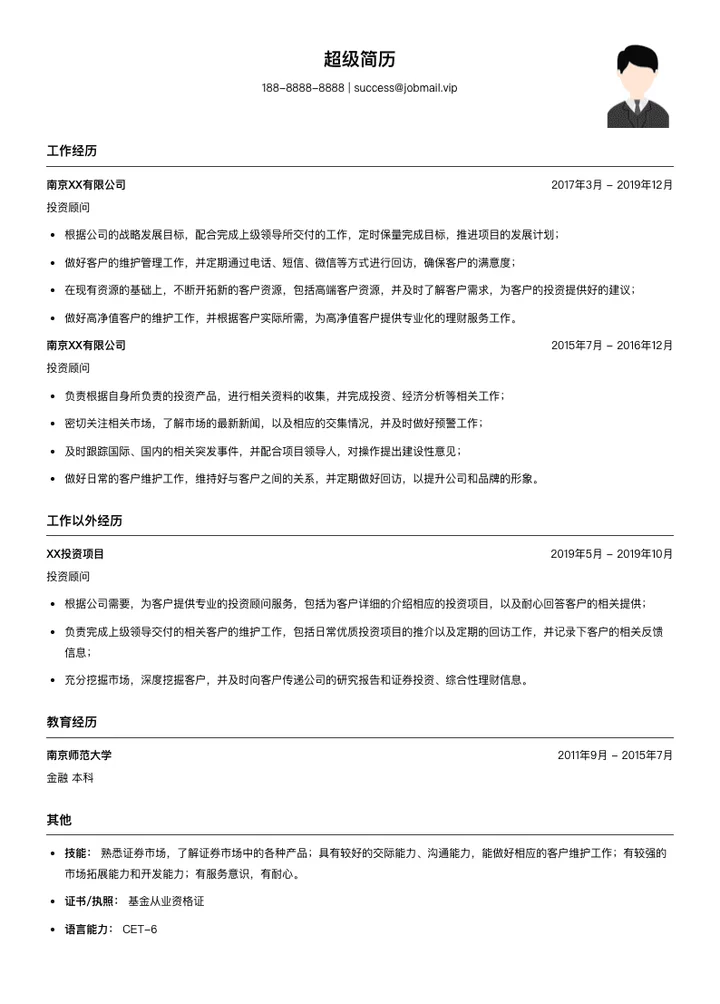 超级简历
188-8888-8888 | success@jobmail.vip
工作经历
南京XX有限公司 2017年3月 – 2019年12月
投资顾问
• 根据公司的战略发展目标，配合完成上级领导所交付的工作，定时保量完成目标，推进项目的发展计划；
• 做好客户的维护管理工作，并定期通过电话、短信、微信等方式进行回访，确保客户的满意度；
• 在现有资源的基础上，不断开拓新的客户资源，包括高端客户资源，并及时了解客户需求，为客户的投资提供好的建议；
• 做好高净值客户的维护工作，并根据客户实际所需，为高净值客户提供专业化的理财服务工作。
南京XX有限公司 2015年7月 – 2016年12月
投资顾问
• 负责根据自身所负责的投资产品，进行相关资料的收集，并完成投资、经济分析等相关工作；
• 密切关注相关市场，了解市场的最新新闻，以及相应的交集情况，并及时做好预警工作；
• 及时跟踪国际、国内的相关突发事件，并配合项目领导人，对操作提出建设性意见；
• 做好日常的客户维护工作，维持好与客户之间的关系，并定期做好回访，以提升公司和品牌的形象。
工作以外经历
XX投资项目 2019年5月 – 2019年10月
投资顾问
• 根据公司需要，为客户提供专业的投资顾问服务，包括为客户详细的介绍相应的投资项目，以及耐心回答客户的相关提供；
• 负责完成上级领导交付的相关客户的维护工作，包括日常优质投资项目的推介以及定期的回访工作，并记录下客户的相关反馈
信息；
• 充分挖掘市场，深度挖掘客户，并及时向客户传递公司的研究报告和证券投资、综合性理财信息。
教育经历
南京师范大学 2011年9月 – 2015年7月
金融 本科
其他
• 技能： 熟悉证券市场，了解证券市场中的各种产品；具有较好的交际能力、沟通能力，能做好相应的客户维护工作；有较强的
市场拓展能力和开发能力；有服务意识，有耐心。
• 证书/执照： 基金从业资格证
• 语言能力： CET-6